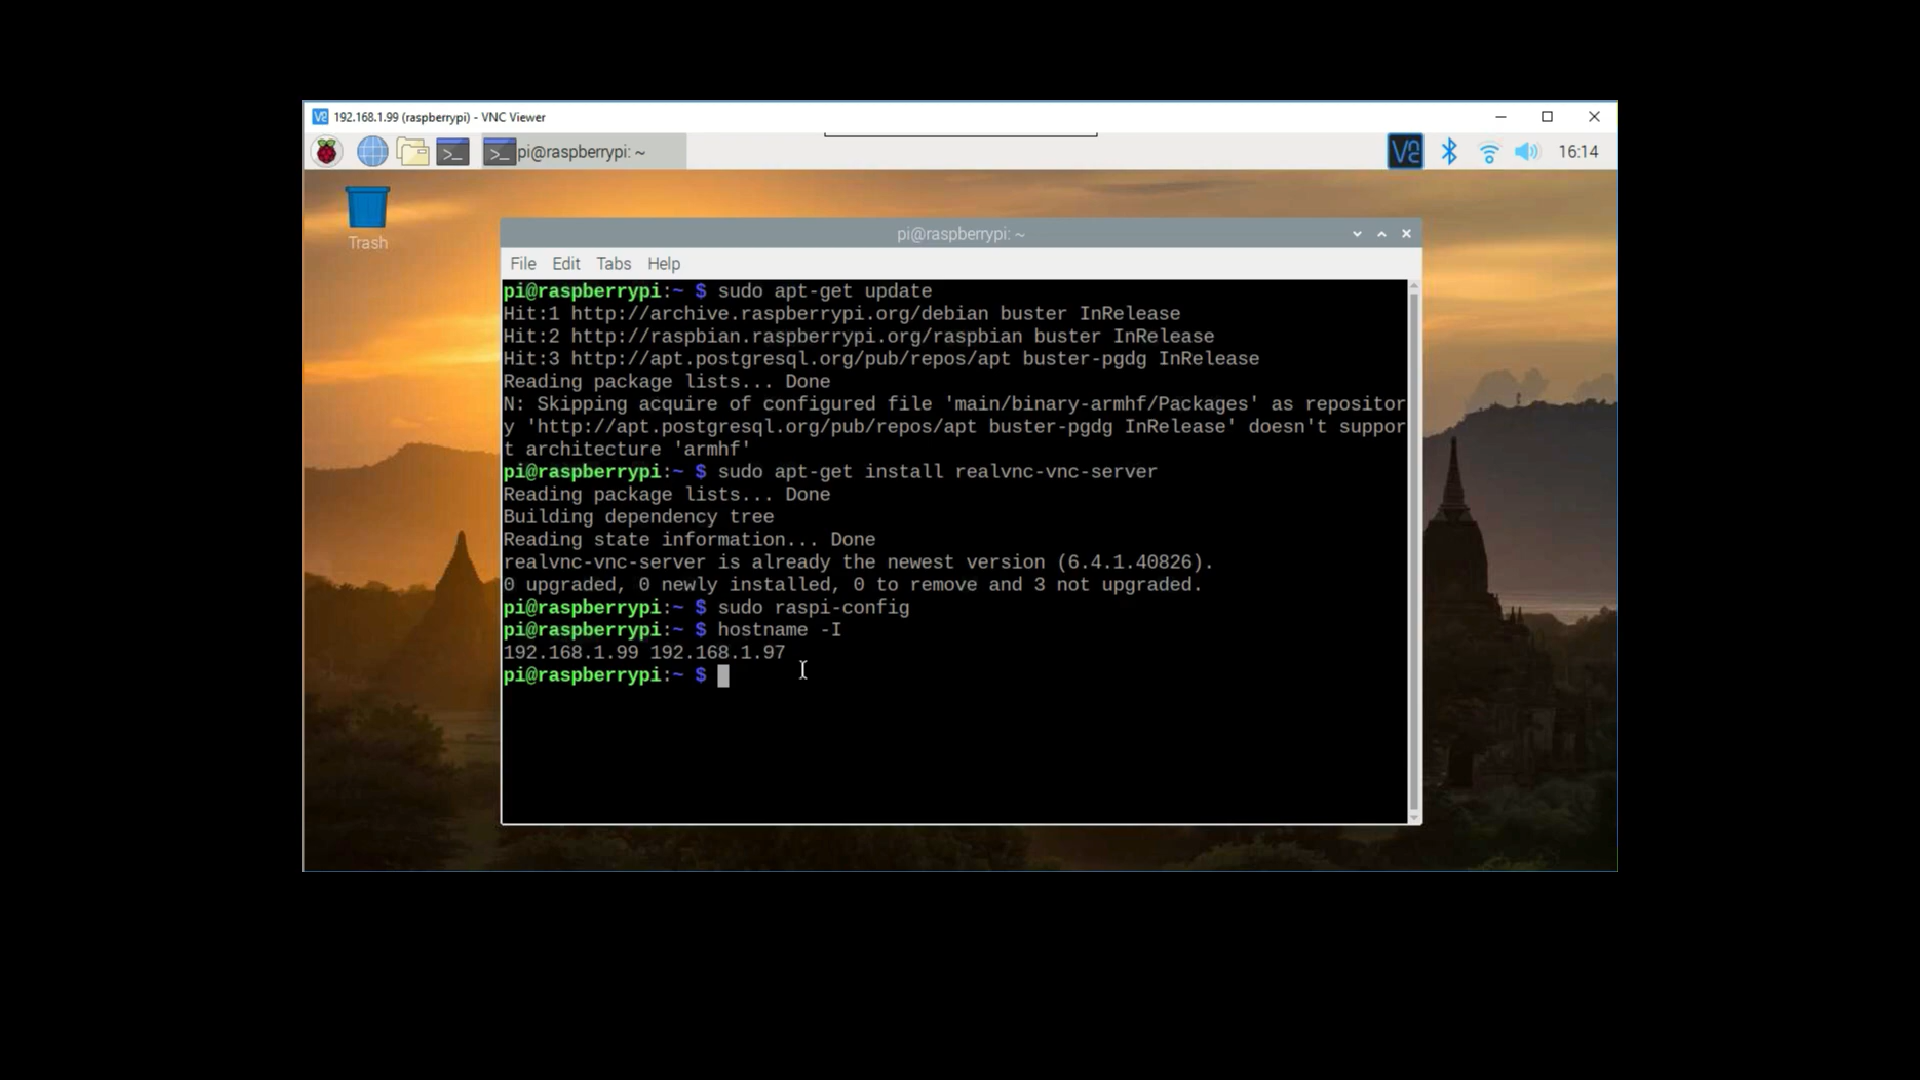 192.168.1.99 (raspberrypi) - VNC Viewer
pi@raspberrypi: ~
16:14
Trash
pi@raspberrypi: ~
File Edit Tabs Help
pi@raspberrypi:~ $ sudo apt-get update
Hit:1 http://archive.raspberrypi.org/debian buster InRelease
Hit:2 http://raspbian.raspberrypi.org/raspbian buster InRelease
Hit:3 http://apt.postgresql.org/pub/repos/apt buster-pgdg InRelease
Reading package lists... Done
N: Skipping acquire of configured file 'main/binary-armhf/Packages' as repositor
y 'http://apt.postgresql.org/pub/repos/apt buster-pgdg InRelease' doesn't suppor
t architecture 'armhf'
pi@raspberrypi:~ $ sudo apt-get install realvnc-vnc-server
Reading package lists... Done
Building dependency tree
Reading state information... Done
realvnc-vnc-server is already the newest version (6.4.1.40826).
0 upgraded, 0 newly installed, 0 to remove and 3 not upgraded.
pi@raspberrypi:~ $ sudo raspi-config
pi@raspberrypi:~ $ hostname -I
192.168.1.99 192.168.1.97
pi@raspberrypi:~ $